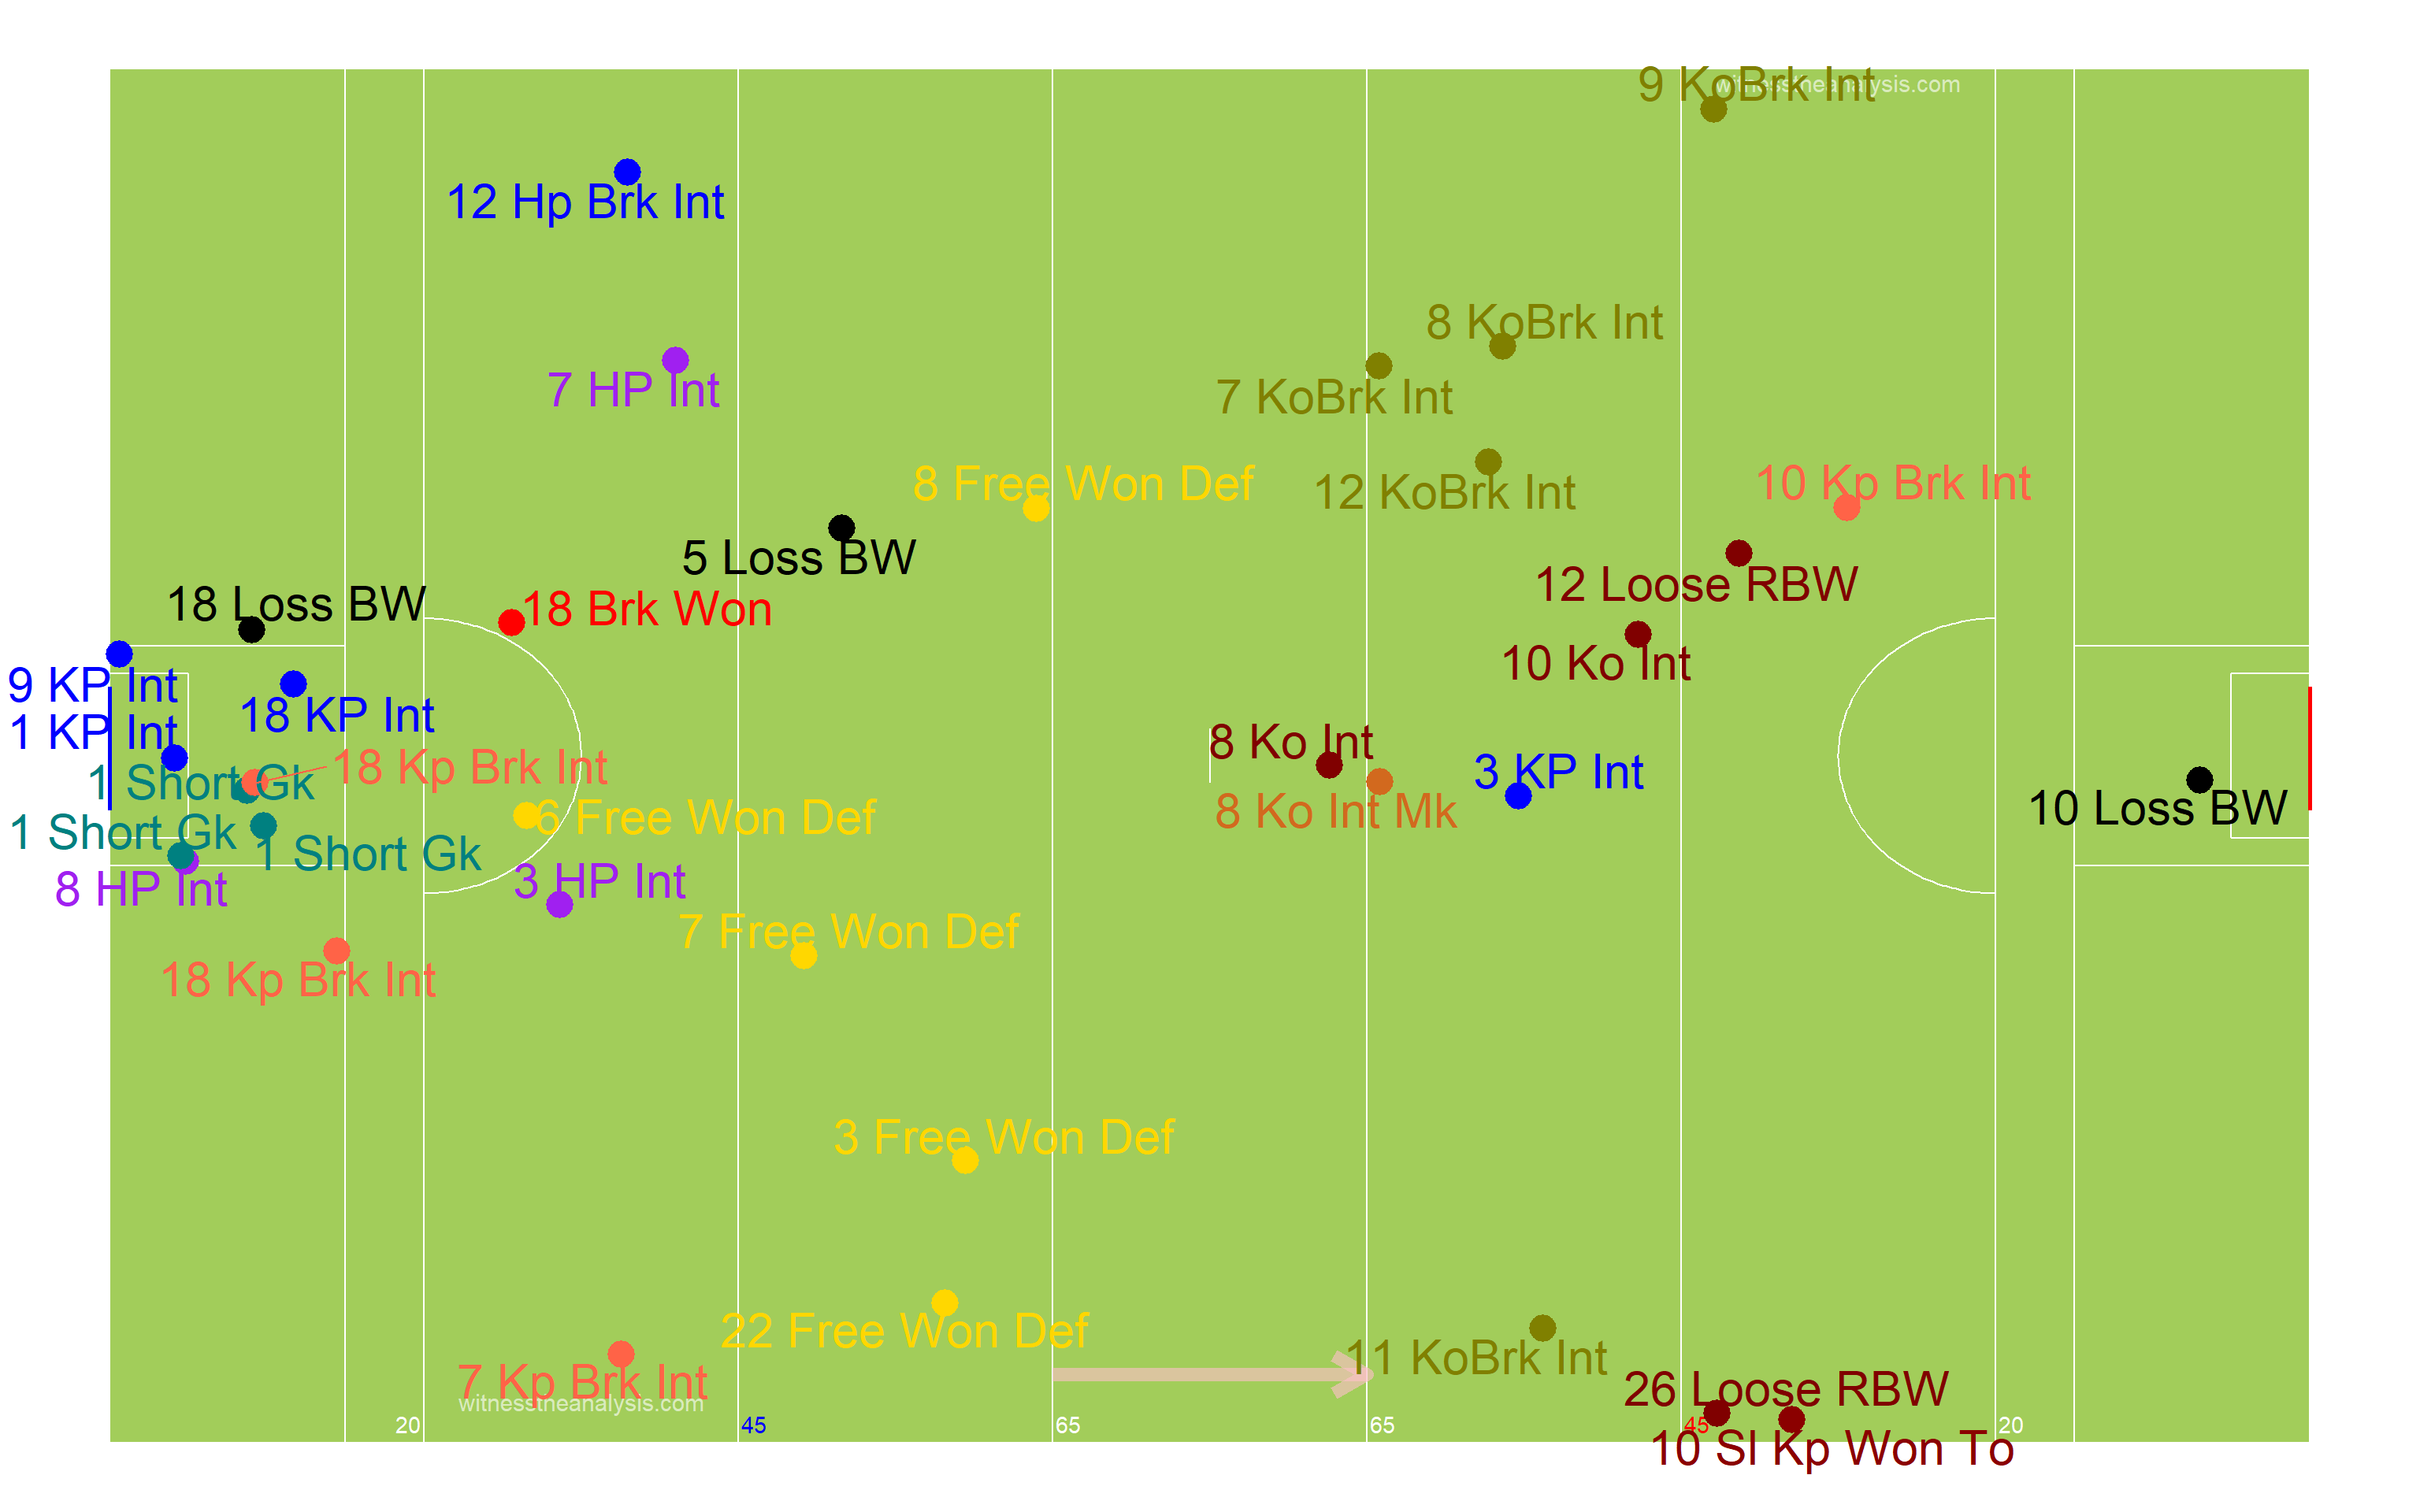 9 KoBrk Int
witnesstheanalysis.com
12 Hp Brk Int
8 KoBrk Int
7 HP Int
7 KoBrk Int
8 Free Won Def
12 KoBrk Int
10 Kp Brk Int
5 Loss BW
12 Loose RBW
18 Loss BW
18 Brk Won
10 Ko Int
9 KP Int
18 KP Int
1 KP Int
8 Ko Int
18 Kp Brk Int
3 KP Int
1 Short Gk
6 Free Won Def
8 Ko Int Mk
10 Loss BW
1 Short Gk
1 Short Gk
8 HP Int
3 HP Int
7 Free Won Def
18 Kp Brk Int
3 Free Won Def
22 Free Won Def
11 KoBrk Int
7 Kp Brk Int
26 Loose RBW
witnesstheanalysis.com
20
45
65
65
45
20
10 Sl Kp Won To